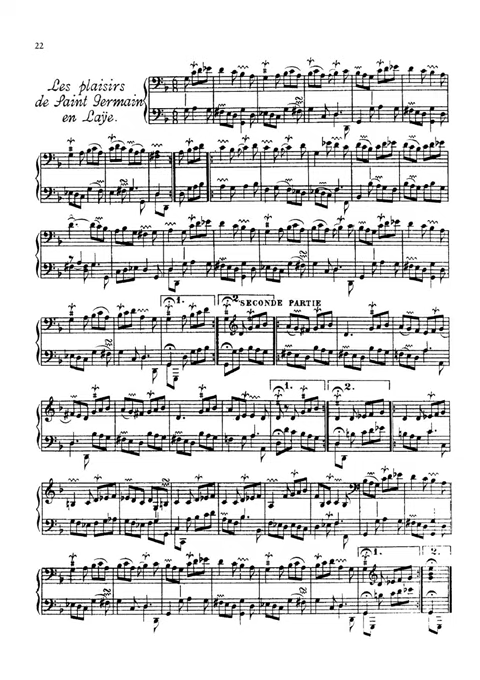 22
Les plaisirs
de Saint Germain
en Laÿe.
1.
2.
SECONDE PARTIE
1.
2.
1.
2.